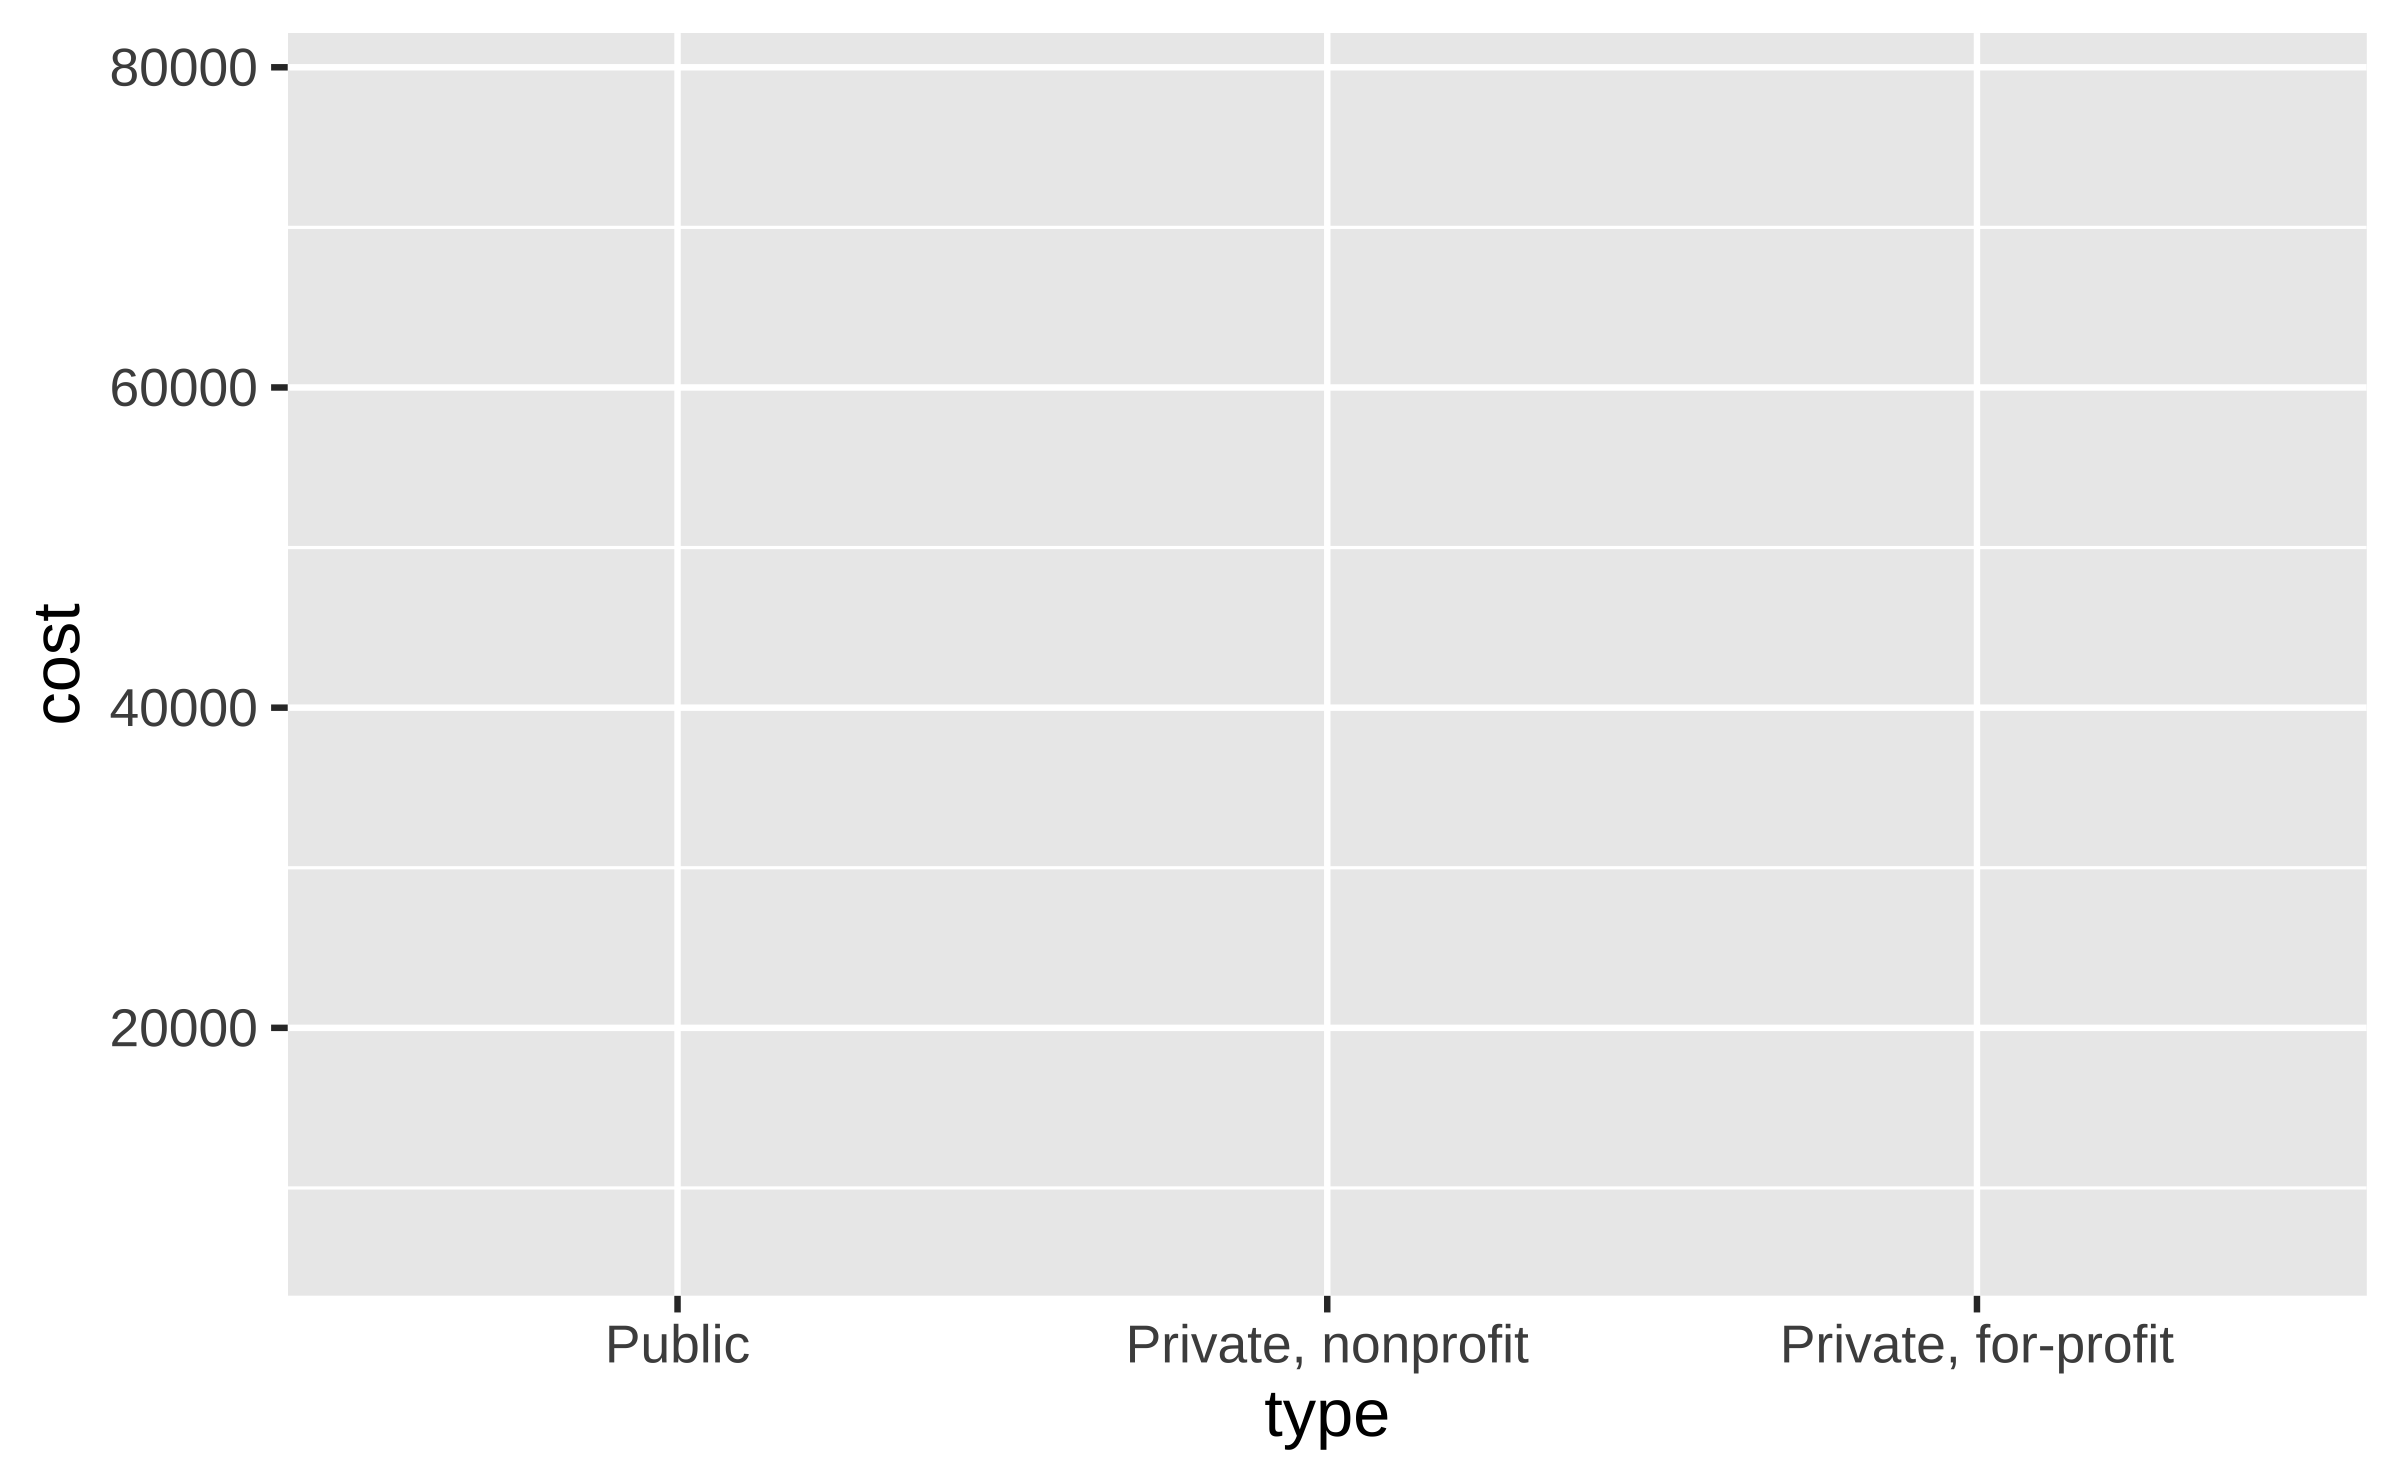 80000
60000
40000
20000
cost
Public
Private, nonprofit
Private, for-profit
type